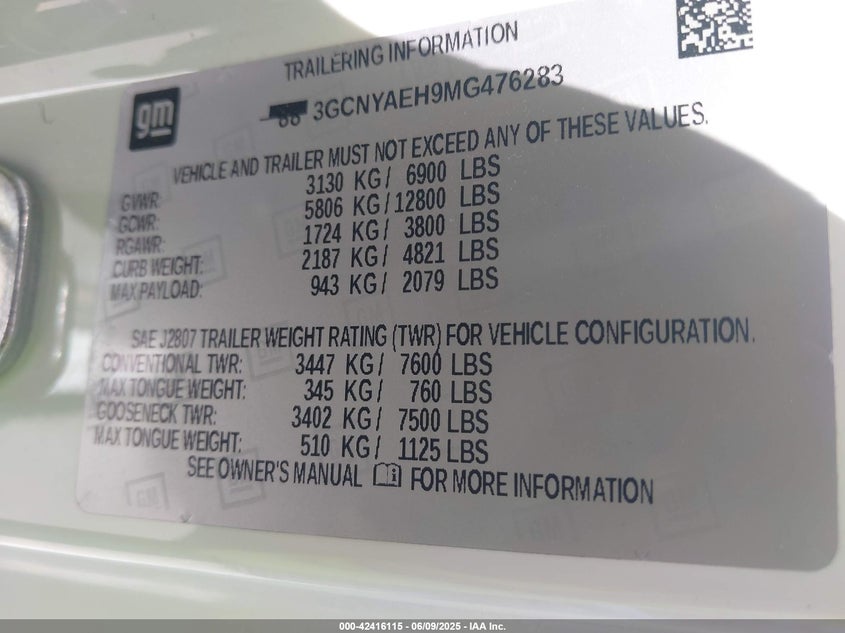 TRAILERING INFORMATION
gm
88 3GCNYAEH9MG476283
VEHICLE AND TRAILER MUST NOT EXCEED ANY OF THESE VALUES.
GVWR: 3130 KG/ 6900 LBS
GCWR: 5806 KG/ 12800 LBS
RGAWR: 1724 KG/ 3800 LBS
CURB WEIGHT: 2187 KG/ 4821 LBS
MAX PAYLOAD: 943 KG/ 2079 LBS
SAE J2807 TRAILER WEIGHT RATING (TWR) FOR VEHICLE CONFIGURATION.
CONVENTIONAL TWR: 3447 KG/ 7600 LBS
MAX TONGUE WEIGHT: 345 KG/ 760 LBS
GOOSENECK TWR: 3402 KG/ 7500 LBS
MAX TONGUE WEIGHT: 510 KG/ 1125 LBS
SEE OWNER'S MANUAL FOR MORE INFORMATION
000-42416115 - 06/09/2025 - IAA Inc.